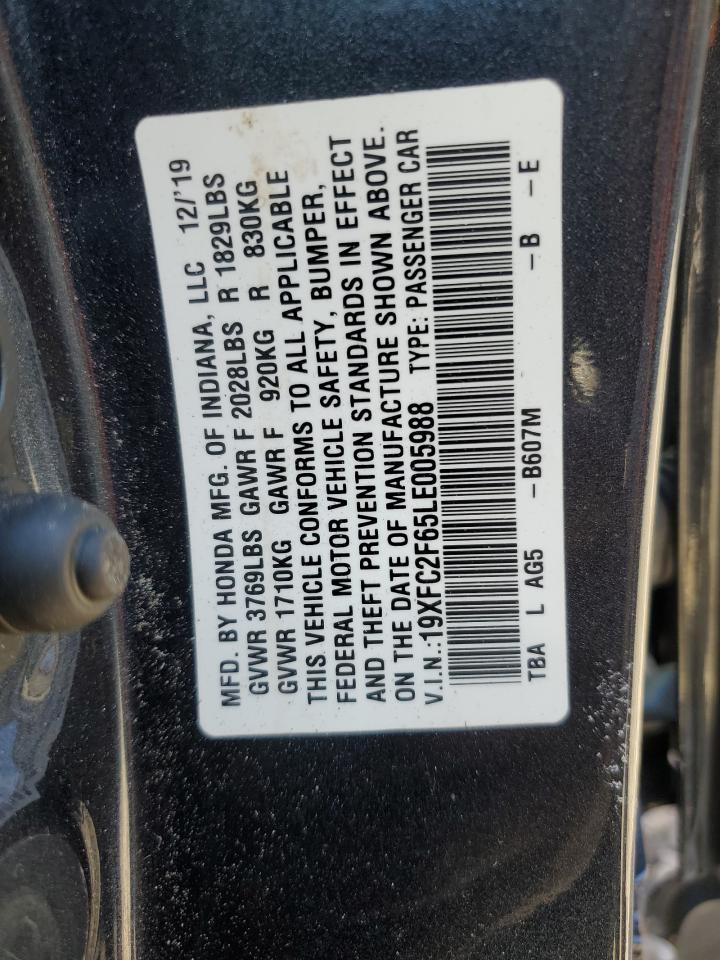 MFD. BY HONDA MFG. OF INDIANA, LLC 12/'19
GVWR 3769LBS GAWR F 2028LBS R 1829LBS
GVWR 1710KG GAWR F 920KG R 830KG
THIS VEHICLE CONFORMS TO ALL APPLICABLE
FEDERAL MOTOR VEHICLE SAFETY, BUMPER,
AND THEFT PREVENTION STANDARDS IN EFFECT
ON THE DATE OF MANUFACTURE SHOWN ABOVE.
V.I.N.:19XFC2F65LE005988 TYPE: PASSENGER CAR
TBA L AG5 -B607M -B -E